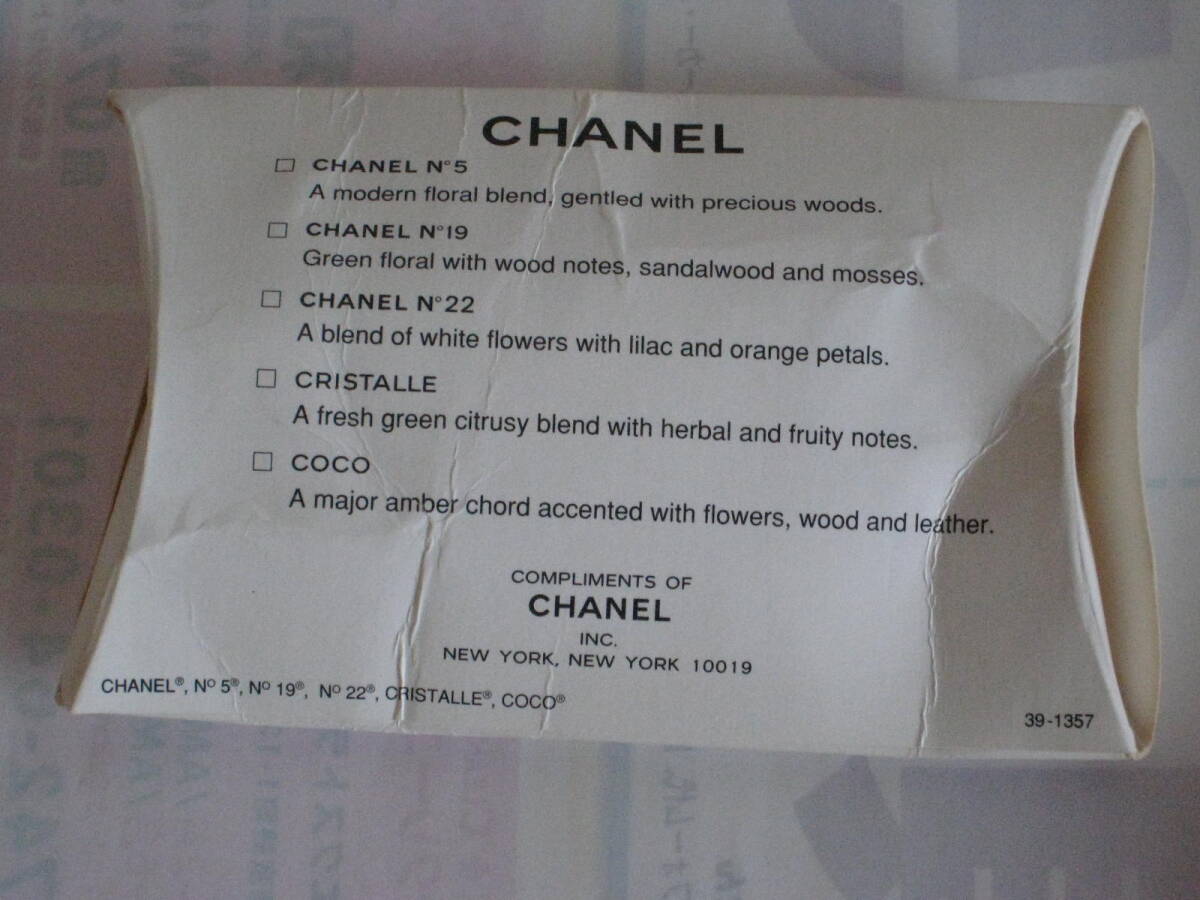 CHANEL
CHANEL N°5
A modern floral blend, gentled with precious woods.
CHANEL N°19
Green floral with wood notes, sandalwood and mosses.
CHANEL N°22
A blend of white flowers with lilac and orange petals.
CRISTALLE
A fresh green citrusy blend with herbal and fruity notes.
COCO
A major amber chord accented with flowers, wood and leather.
COMPLIMENTS OF
CHANEL
INC.
NEW YORK, NEW YORK 10019
CHANEL®, Nº 5®, Nº 19®, Nº 22®, CRISTALLE®, COCO®
39-1357